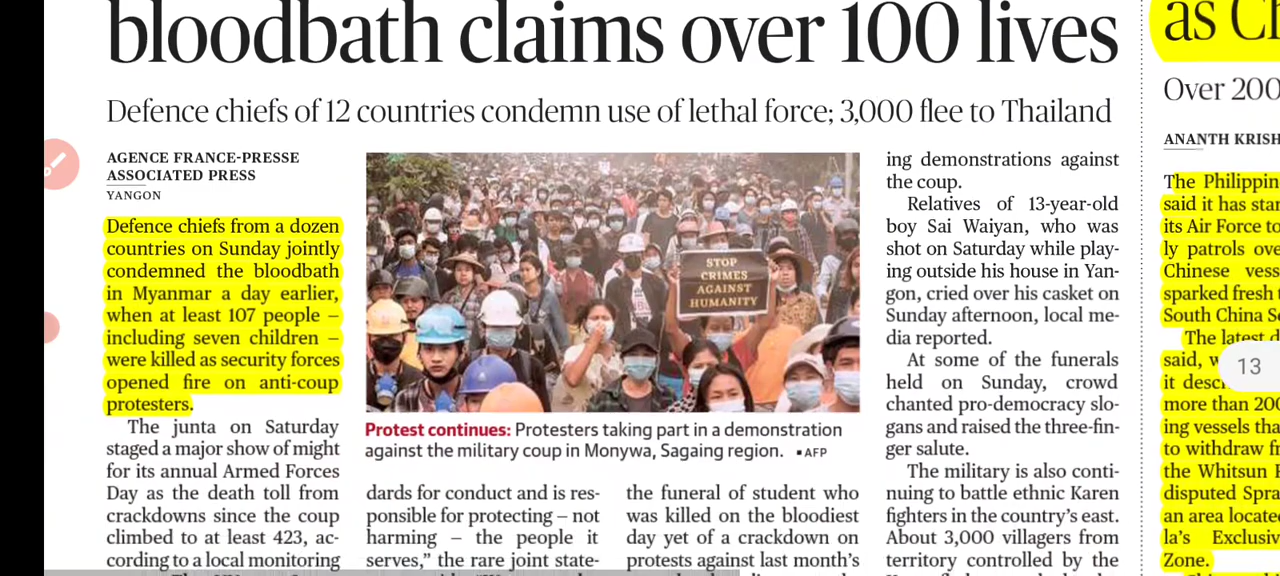 bloodbath claims over 100 lives
Defence chiefs of 12 countries condemn use of lethal force; 3,000 flee to Thailand
AGENCE FRANCE-PRESSE
ASSOCIATED PRESS
YANGON
Defence chiefs from a dozen
countries on Sunday jointly
condemned the bloodbath
in Myanmar a day earlier,
when at least 107 people –
including seven children –
were killed as security forces
opened fire on anti-coup
protesters.
The junta on Saturday
staged a major show of might
for its annual Armed Forces
Day as the death toll from
crackdowns since the coup
climbed to at least 423, ac-
cording to a local monitoring
STOP
CRIMES
AGAINST
HUMANITY
Protest continues: Protesters taking part in a demonstration
against the military coup in Monywa, Sagaing region. ▪AFP
dards for conduct and is res-
ponsible for protecting – not
harming – the people it
serves,” the rare joint state-
the funeral of student who
was killed on the bloodiest
day yet of a crackdown on
protests against last month’s
ing demonstrations against
the coup.
Relatives of 13-year-old
boy Sai Waiyan, who was
shot on Saturday while play-
ing outside his house in Yan-
gon, cried over his casket on
Sunday afternoon, local me-
dia reported.
At some of the funerals
held on Sunday, crowd
chanted pro-democracy slo-
gans and raised the three-fin-
ger salute.
The military is also conti-
nuing to battle ethnic Karen
fighters in the country’s east.
About 3,000 villagers from
territory controlled by the
as
Over 200
ANANTH
The
said it has
its Air Force to
ly patrols
Chinese
sparked fresh
South China
The latest
said,
it
more than
ing vessels
to withdraw
the Whitsun
disputed
an area
la’s
Zone.
13